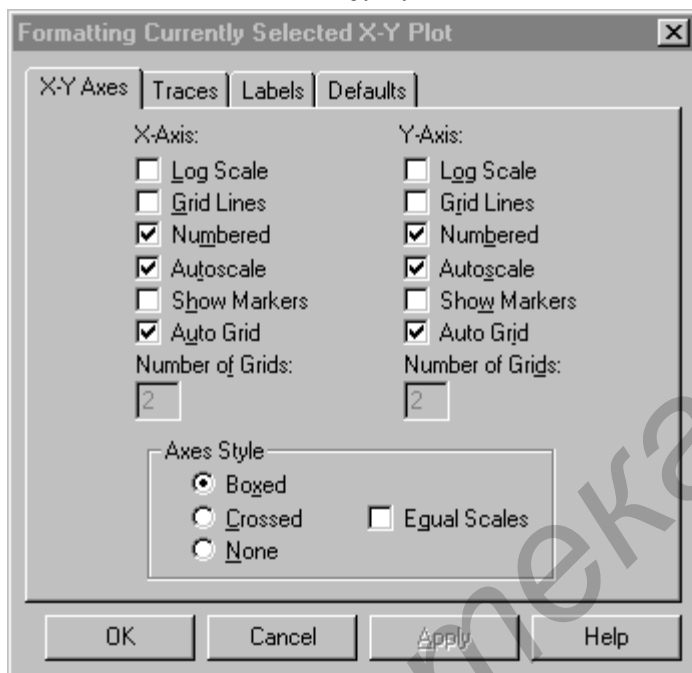 Formatting Currently Selected X-Y Plot
X-Y Axes Traces Labels Defaults
X-Axis: Y-Axis:
Log Scale Log Scale
Grid Lines Grid Lines
Numbered Numbered
Autoscale Autoscale
Show Markers Show Markers
Auto Grid Auto Grid
Number of Grids: Number of Grids:
2 2
Axes Style
Boxed
Crossed Equal Scales
None
OK Cancel Apply Help